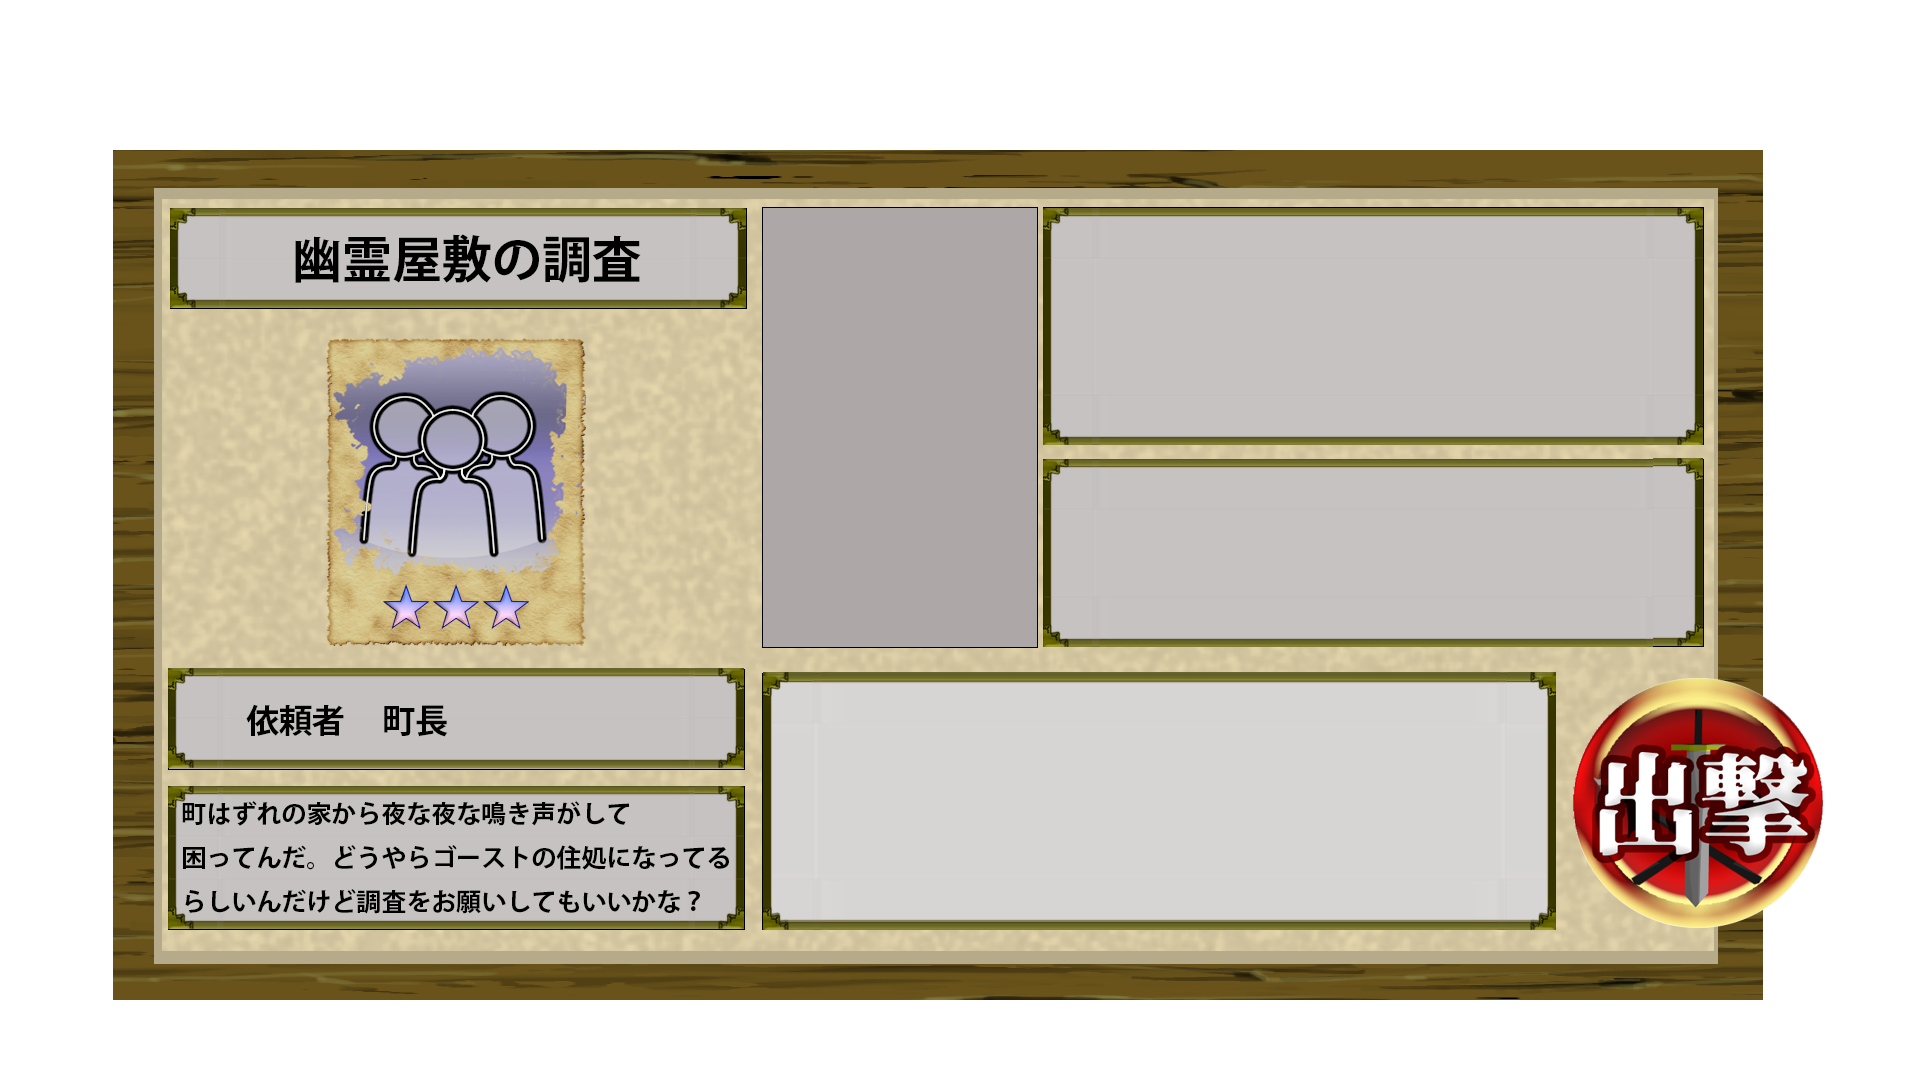 幽霊屋敷の調査
依頼者　町長
町はずれの家から夜な夜な鳴き声がして
困ってんだ。どうやらゴーストの住処になってる
らしいんだけど調査をお願いしてもいいかな？
出撃